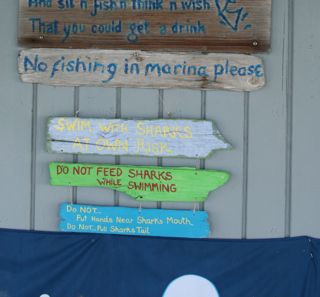 And sit n fish n think n wish
That you could get a drink
No fishing in marina please
SWIM WITH SHARKS
AT OWN RISK
DO NOT FEED SHARKS
WHILE SWIMMING
Do NOT...
Put Hands Near Sharks Mouth
Do NOT.. Pull Sharks Tail